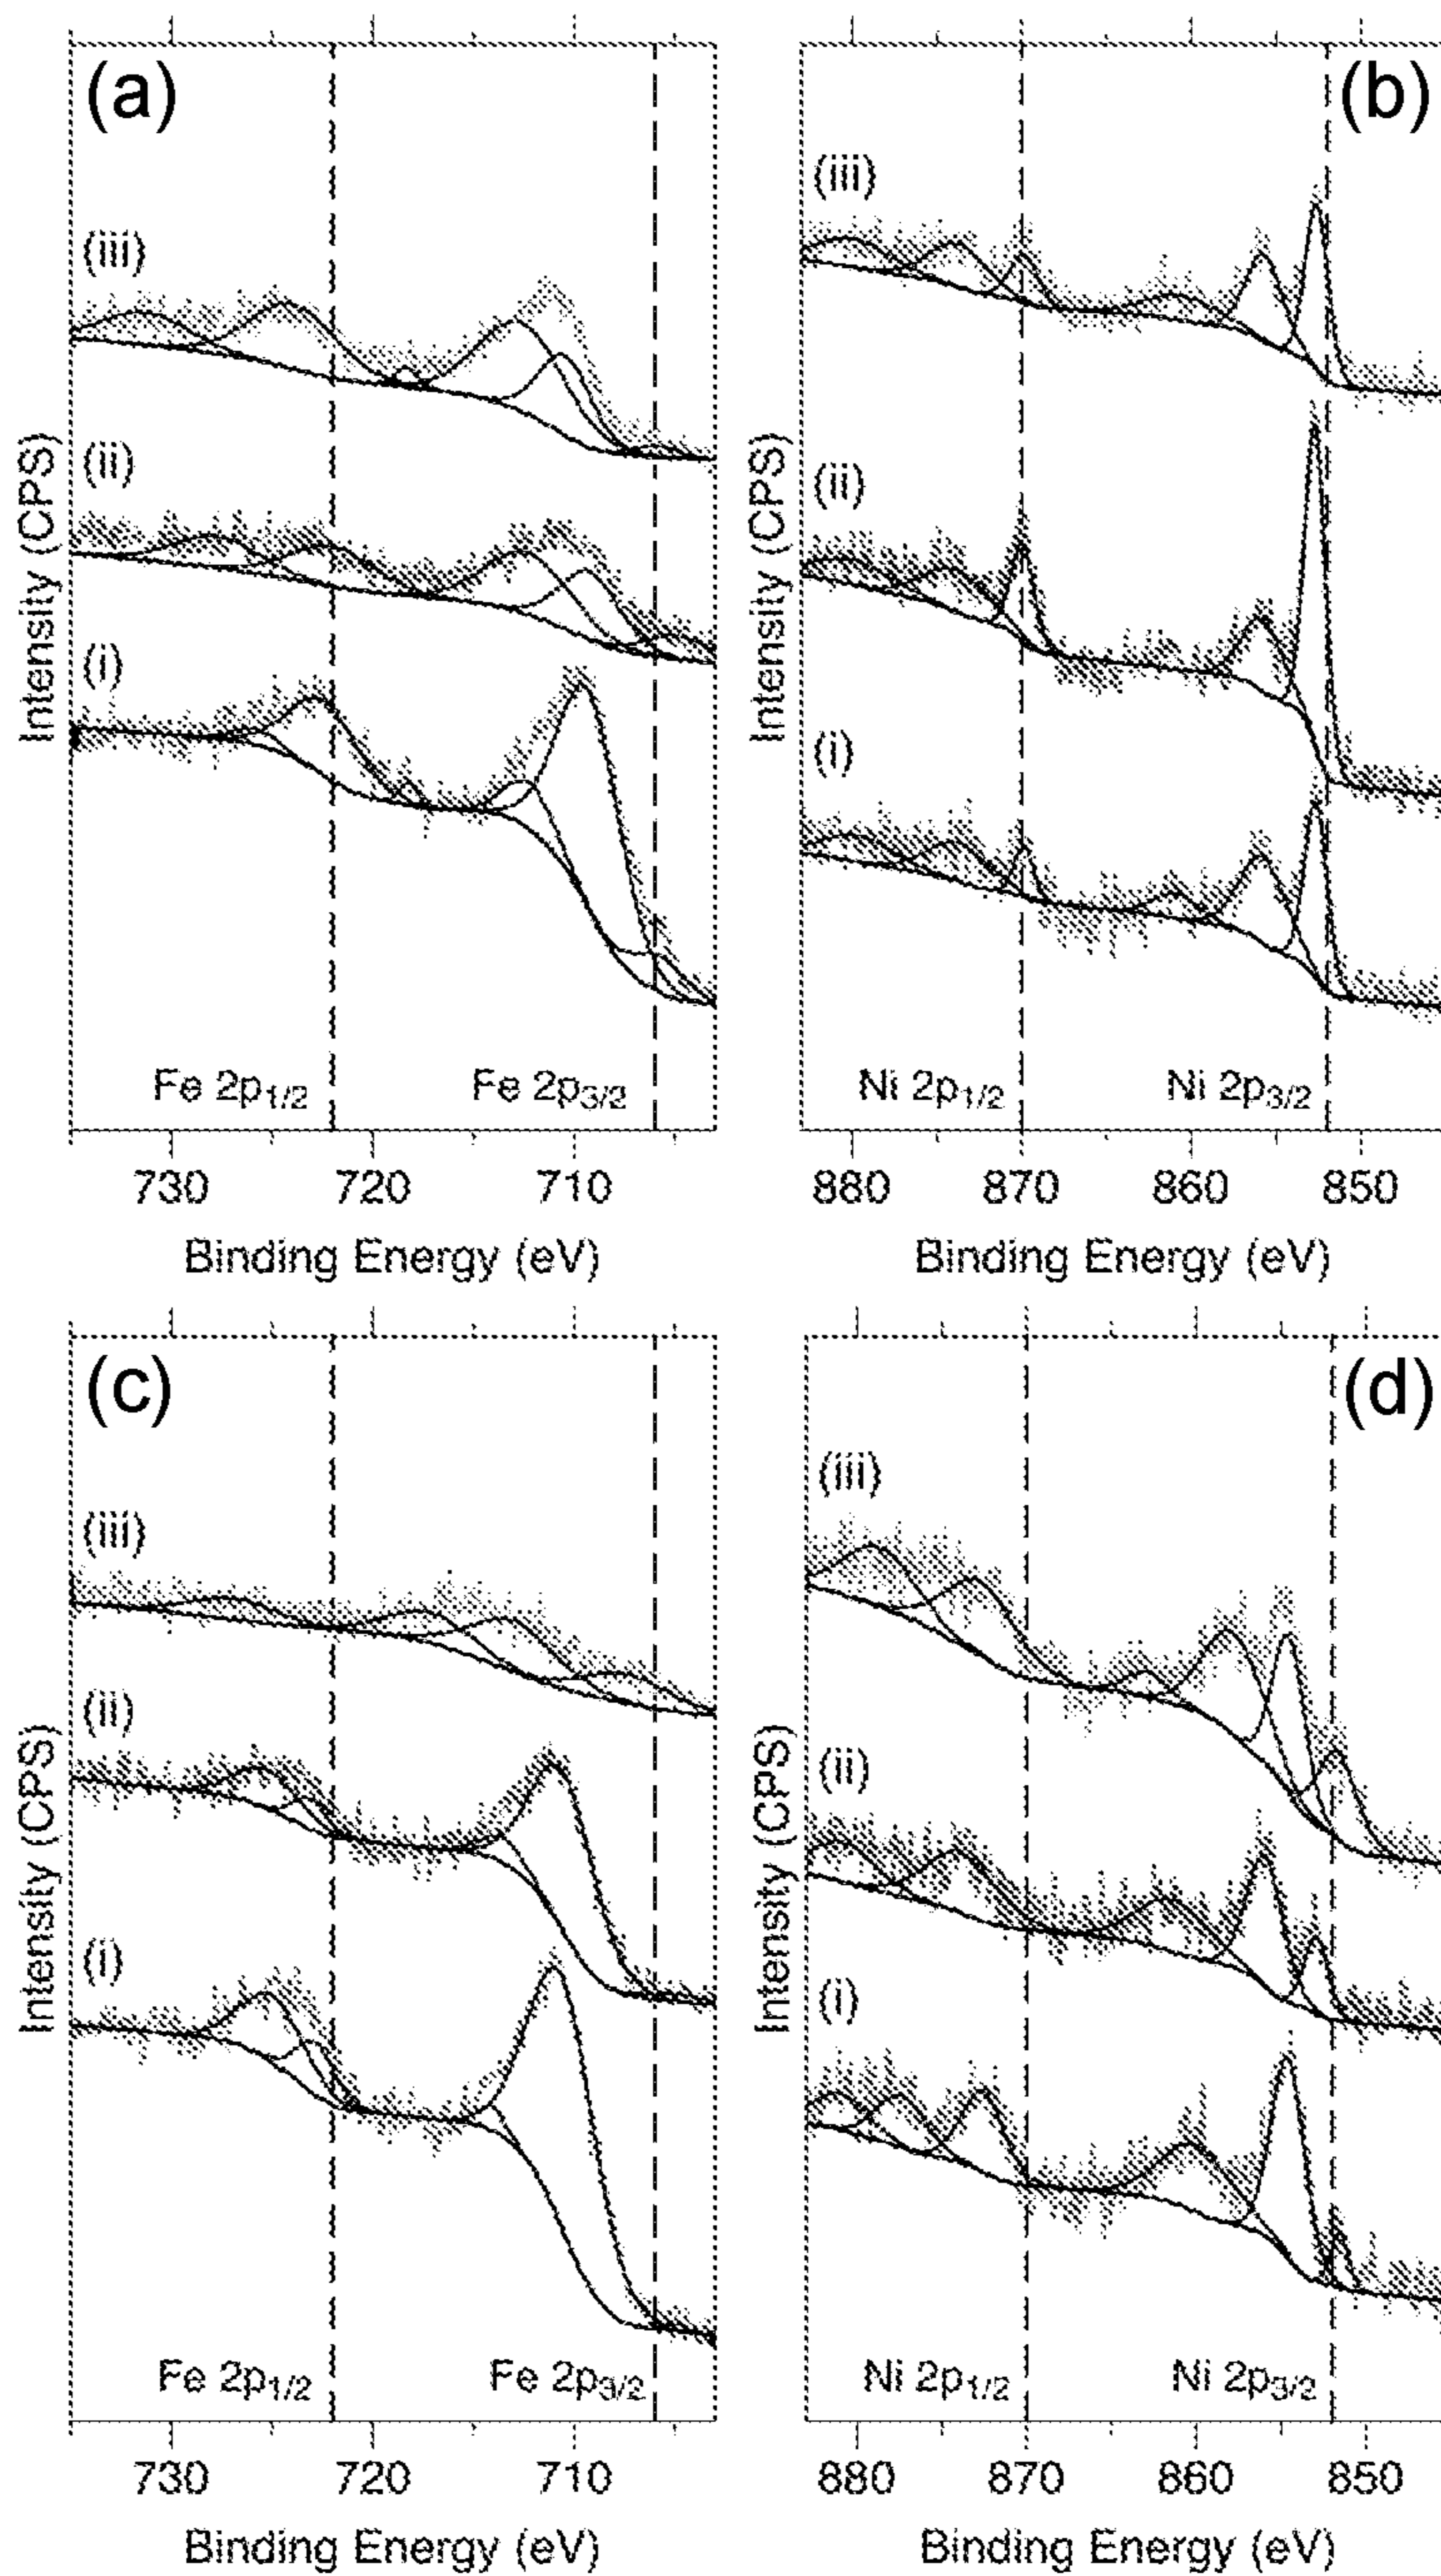 (a)
(iii)
(ii)
(i)
Intensity (CPS)
Fe 2p1/2 Fe 2p3/2
730 720 710
Binding Energy (eV)
(b)
(iii)
(ii)
(i)
Intensity (CPS)
Ni 2p1/2 Ni 2p3/2
880 870 860 850
Binding Energy (eV)
(c)
(iii)
(ii)
(i)
Intensity (CPS)
Fe 2p1/2 Fe 2p3/2
730 720 710
Binding Energy (eV)
(d)
(iii)
(ii)
(i)
Intensity (CPS)
Ni 2p1/2 Ni 2p3/2
880 870 860 850
Binding Energy (eV)